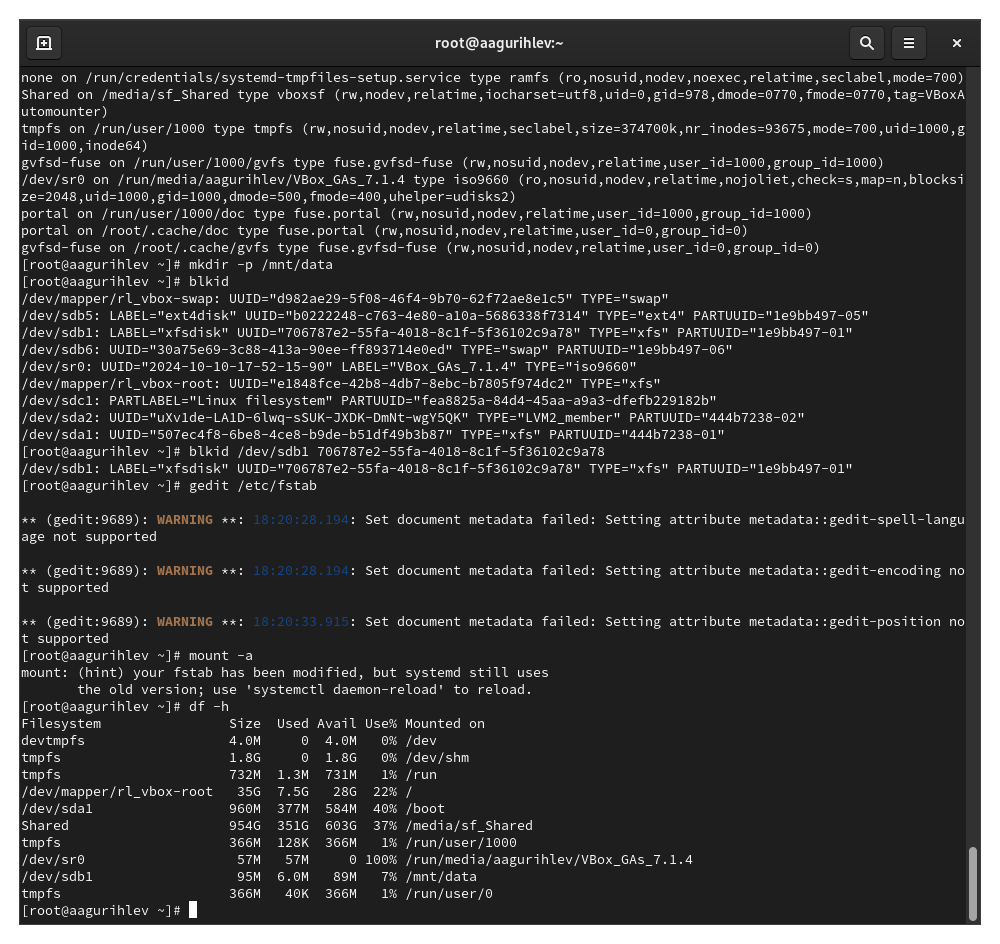 root@aagurihlev:~
none on /run/credentials/systemd-tmpfiles-setup.service type ramfs (ro,nosuid,nodev,noexec,relatime,seclabel,mode=700)
Shared on /media/sf_Shared type vboxsf (rw,nodev,relatime,iocharset=utf8,uid=0,gid=978,dmode=0770,fmode=0770,tag=VBoxA
utomounter)
tmpfs on /run/user/1000 type tmpfs (rw,nosuid,nodev,relatime,seclabel,size=374700k,nr_inodes=93675,mode=700,uid=1000,g
id=1000,inode64)
gvfsd-fuse on /run/user/1000/gvfs type fuse.gvfsd-fuse (rw,nosuid,nodev,relatime,user_id=1000,group_id=1000)
/dev/sr0 on /run/media/aagurihlev/VBox_GAs_7.1.4 type iso9660 (ro,nosuid,nodev,relatime,nojoliet,check=s,map=n,blocksi
ze=2048,uid=1000,gid=1000,dmode=500,fmode=400,uhelper=udisks2)
portal on /run/user/1000/doc type fuse.portal (rw,nosuid,nodev,relatime,user_id=1000,group_id=1000)
portal on /root/.cache/doc type fuse.portal (rw,nosuid,nodev,relatime,user_id=0,group_id=0)
gvfsd-fuse on /root/.cache/gvfs type fuse.gvfsd-fuse (rw,nosuid,nodev,relatime,user_id=0,group_id=0)
[root@aagurihlev ~]# mkdir -p /mnt/data
[root@aagurihlev ~]# blkid
/dev/mapper/rl_vbox-swap: UUID="d982ae29-5f08-46f4-9b70-62f72ae8e1c5" TYPE="swap"
/dev/sdb5: LABEL="ext4disk" UUID="b0222248-c763-4e80-a10a-5686338f7314" TYPE="ext4" PARTUUID="1e9bb497-05"
/dev/sdb1: LABEL="xfsdisk" UUID="706787e2-55fa-4018-8c1f-5f36102c9a78" TYPE="xfs" PARTUUID="1e9bb497-01"
/dev/sdb6: UUID="30a75e69-3c88-413a-90ee-ff893714e0ed" TYPE="swap" PARTUUID="1e9bb497-06"
/dev/sr0: UUID="2024-10-10-17-52-15-90" LABEL="VBox_GAs_7.1.4" TYPE="iso9660"
/dev/mapper/rl_vbox-root: UUID="e1848fce-42b8-4db7-8ebc-b7805f974dc2" TYPE="xfs"
/dev/sdc1: PARTLABEL="Linux filesystem" PARTUUID="fea8825a-84d4-45aa-a9a3-dfefb229182b"
/dev/sda2: UUID="uXv1de-LA1D-6lwq-sSUK-JXDK-DmNt-wgY5QK" TYPE="LVM2_member" PARTUUID="444b7238-02"
/dev/sda1: UUID="507ec4f8-6be8-4ce8-b9de-b51df49b3b87" TYPE="xfs" PARTUUID="444b7238-01"
[root@aagurihlev ~]# blkid /dev/sdb1 706787e2-55fa-4018-8c1f-5f36102c9a78
/dev/sdb1: LABEL="xfsdisk" UUID="706787e2-55fa-4018-8c1f-5f36102c9a78" TYPE="xfs" PARTUUID="1e9bb497-01"
[root@aagurihlev ~]# gedit /etc/fstab
** (gedit:9689): WARNING **: 18:20:28.194: Set document metadata failed: Setting attribute metadata::gedit-spell-langu
age not supported
** (gedit:9689): WARNING **: 18:20:28.194: Set document metadata failed: Setting attribute metadata::gedit-encoding no
t supported
** (gedit:9689): WARNING **: 18:20:33.915: Set document metadata failed: Setting attribute metadata::gedit-position no
t supported
[root@aagurihlev ~]# mount -a
mount: (hint) your fstab has been modified, but systemd still uses
       the old version; use 'systemctl daemon-reload' to reload.
[root@aagurihlev ~]# df -h
Filesystem                Size  Used Avail Use% Mounted on
devtmpfs                  4.0M     0  4.0M   0% /dev
tmpfs                     1.8G     0  1.8G   0% /dev/shm
tmpfs                     732M  1.3M  731M   1% /run
/dev/mapper/rl_vbox-root   35G  7.5G   28G  22% /
/dev/sda1                 960M  377M  584M  40% /boot
Shared                    954G  351G  603G  37% /media/sf_Shared
tmpfs                     366M  128K  366M   1% /run/user/1000
/dev/sr0                   57M   57M     0 100% /run/media/aagurihlev/VBox_GAs_7.1.4
/dev/sdb1                  95M  6.0M   89M   7% /mnt/data
tmpfs                     366M   40K  366M   1% /run/user/0
[root@aagurihlev ~]#